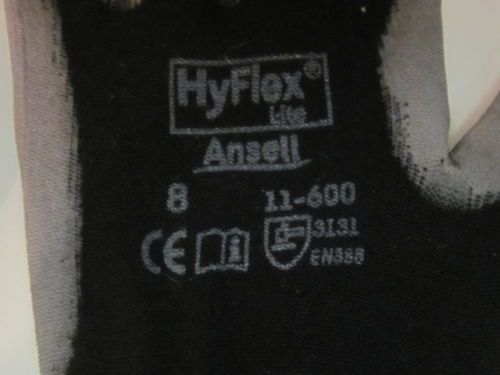 HyFlex®
Lite
Ansell
8 11-600
CE i 3131
EN388